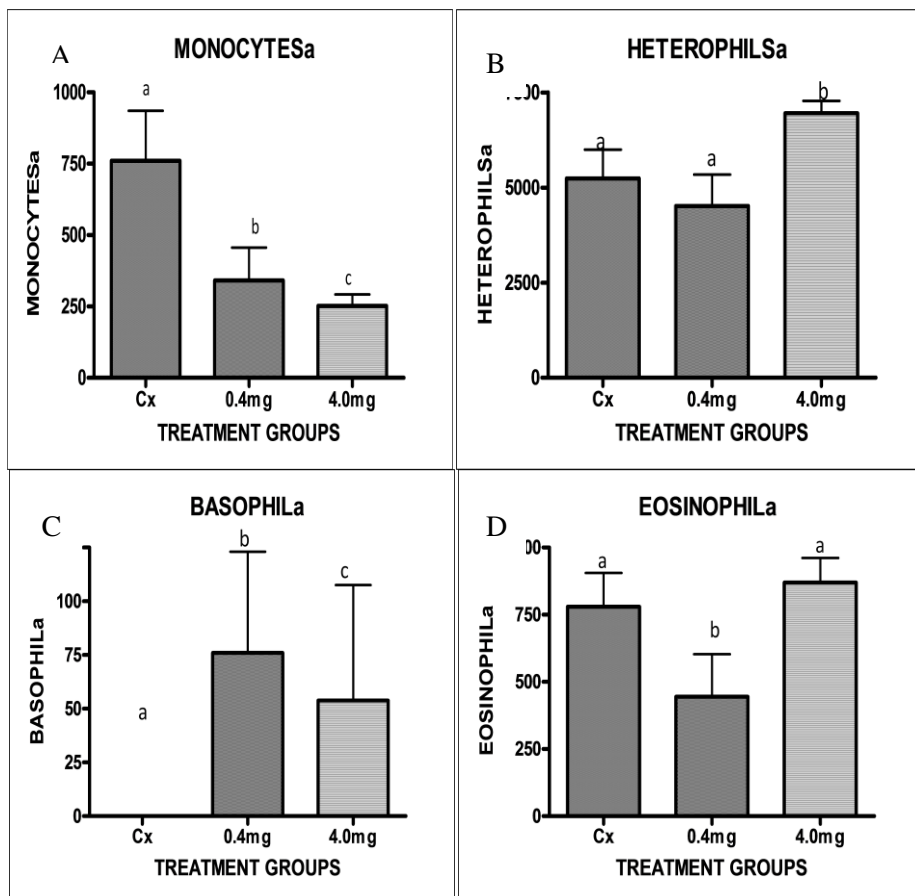 A
MONOCYTESa
a
1000
750
b
500
c
250
0
MONOCYTESa
Cx 0.4mg 4.0mg
TREATMENT GROUPS
B
HETEROPHILSa
b
a
a
5000
2500
0
HETEROPHILSa
Cx 0.4mg 4.0mg
TREATMENT GROUPS
C
BASOPHILa
b
c
100
75
a
50
25
0
BASOPHILa
Cx 0.4mg 4.0mg
TREATMENT GROUPS
D
EOSINOPHILa
a
a
750
b
500
250
0
EOSINOPHILa
Cx 0.4mg 4.0mg
TREATMENT GROUPS